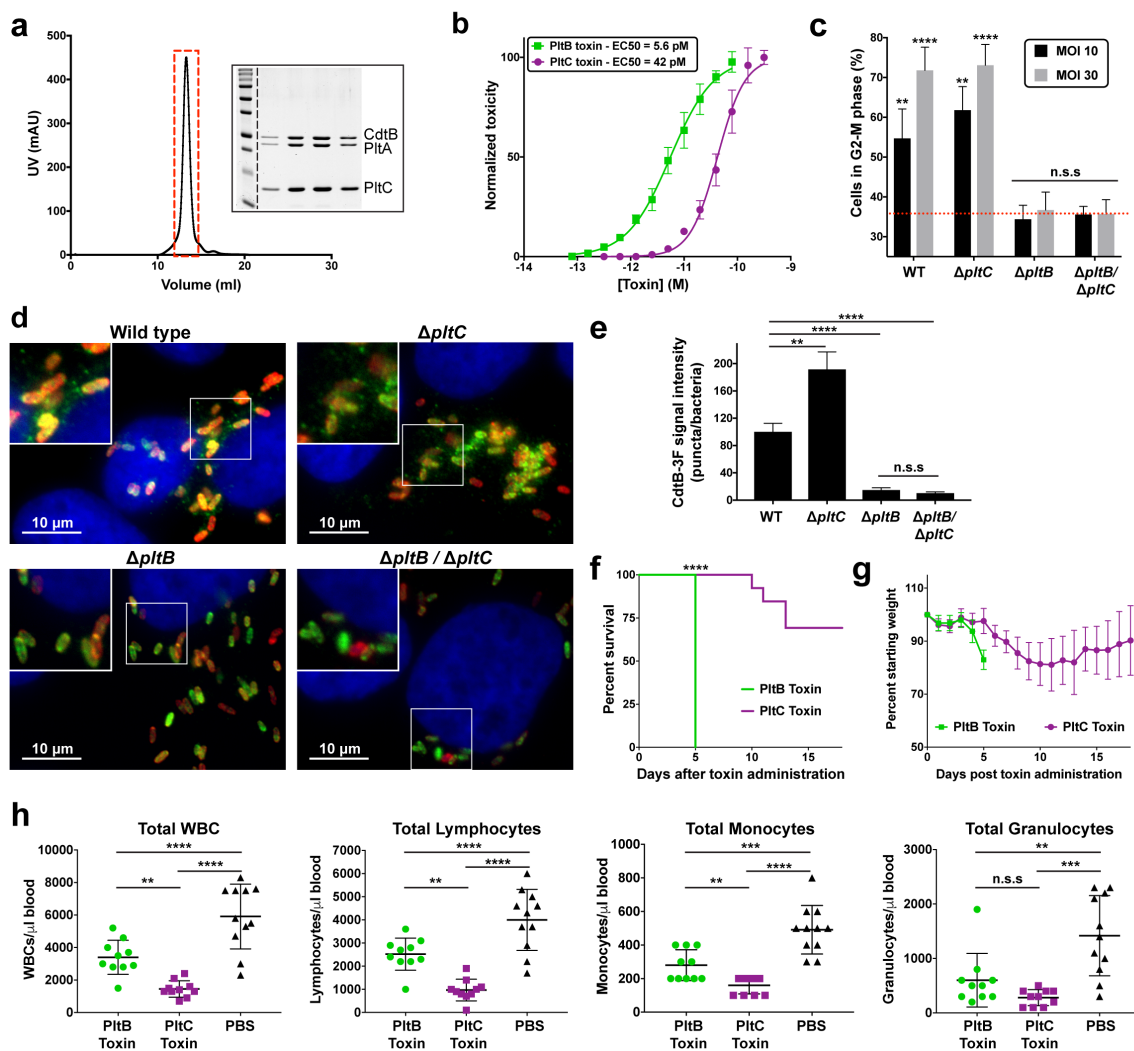 a
500
400
300
200
100
0
UV (mAU)
0
10
20
30
Volume (ml)
CdtB
PltA
PltC
b
PltB toxin - EC50 = 5.6 pM
PltC toxin - EC50 = 42 pM
100
50
0
Normalized toxicity
-14
-13
-12
-11
-10
-9
[Toxin] (M)
c
Cells in G2-M phase (%)
80
70
60
50
40
30
MOI 10
MOI 30
**
****
**
****
n.s.s
WT
ΔpltC
ΔpltB
ΔpltB/
ΔpltC
d
Wild type
ΔpltC
10 µm
10 µm
ΔpltB
ΔpltB / ΔpltC
10 µm
10 µm
e
CdtB-3F signal intensity
(puncta/bacteria)
200
160
120
80
40
0
****
****
**
n.s.s
WT
ΔpltC
ΔpltB
ΔpltB/
ΔpltC
f
Percent survival
100
75
50
25
0
****
PltB Toxin
PltC Toxin
0
5
10
15
Days after toxin administration
g
Percent starting weight
110
90
70
50
PltB Toxin
PltC Toxin
0
5
10
15
Days post toxin administration
h
Total WBC
WBCs/µl blood
10000
8000
6000
4000
2000
0
****
****
**
PltB
Toxin
PltC
Toxin
PBS
Total Lymphocytes
Lymphocytes/µl blood
7000
6000
5000
4000
3000
2000
1000
0
****
****
**
PltB
Toxin
PltC
Toxin
PBS
Total Monocytes
Monocytes/µl blood
1000
800
600
400
200
0
***
****
**
PltB
Toxin
PltC
Toxin
PBS
Total Granulocytes
Granulocytes/µl blood
3000
2000
1000
0
**
***
n.s.s
PltB
Toxin
PltC
Toxin
PBS